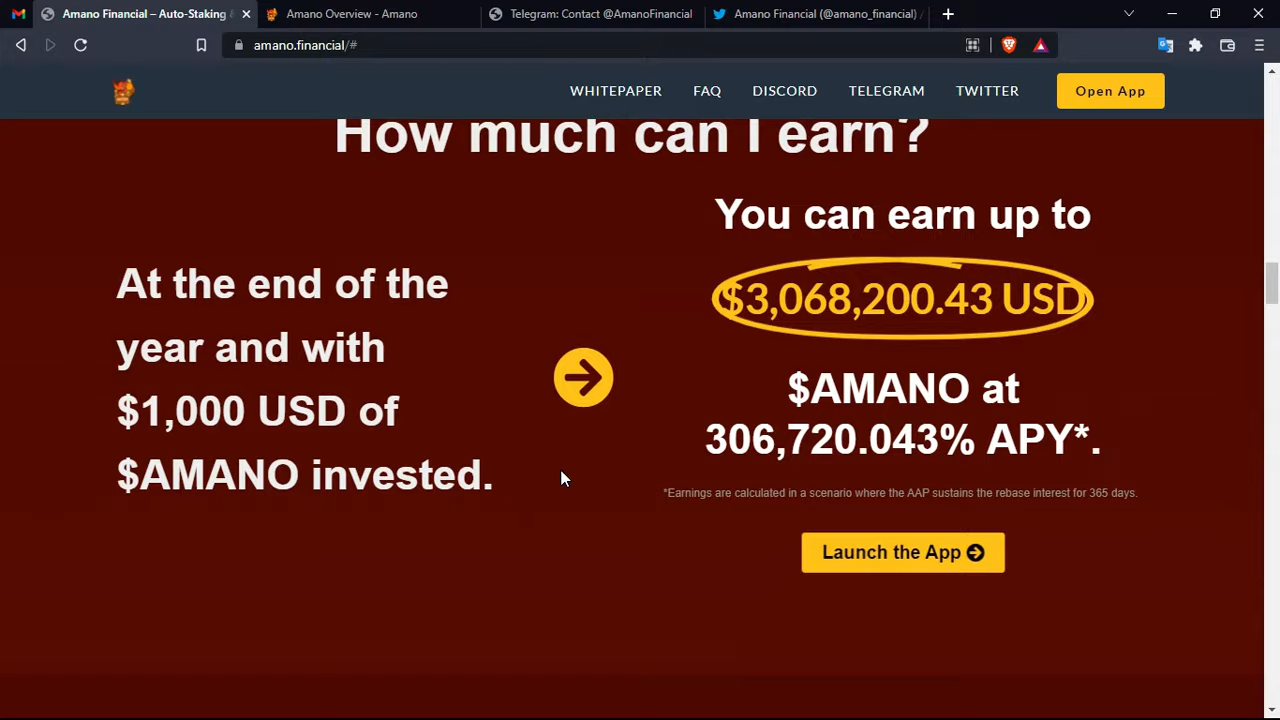 Amano Financial – Auto-Staking &
Amano Overview - Amano
Telegram: Contact @AmanoFinancial
Amano Financial (@amano_financial) /
amano.financial/#
WHITEPAPER
FAQ
DISCORD
TELEGRAM
TWITTER
Open App
How much can I earn?
At the end of the
year and with
$1,000 USD of
$AMANO invested.
You can earn up to
$3,068,200.43 USD
$AMANO at
306,720.043% APY*.
*Earnings are calculated in a scenario where the AAP sustains the rebase interest for 365 days.
Launch the App